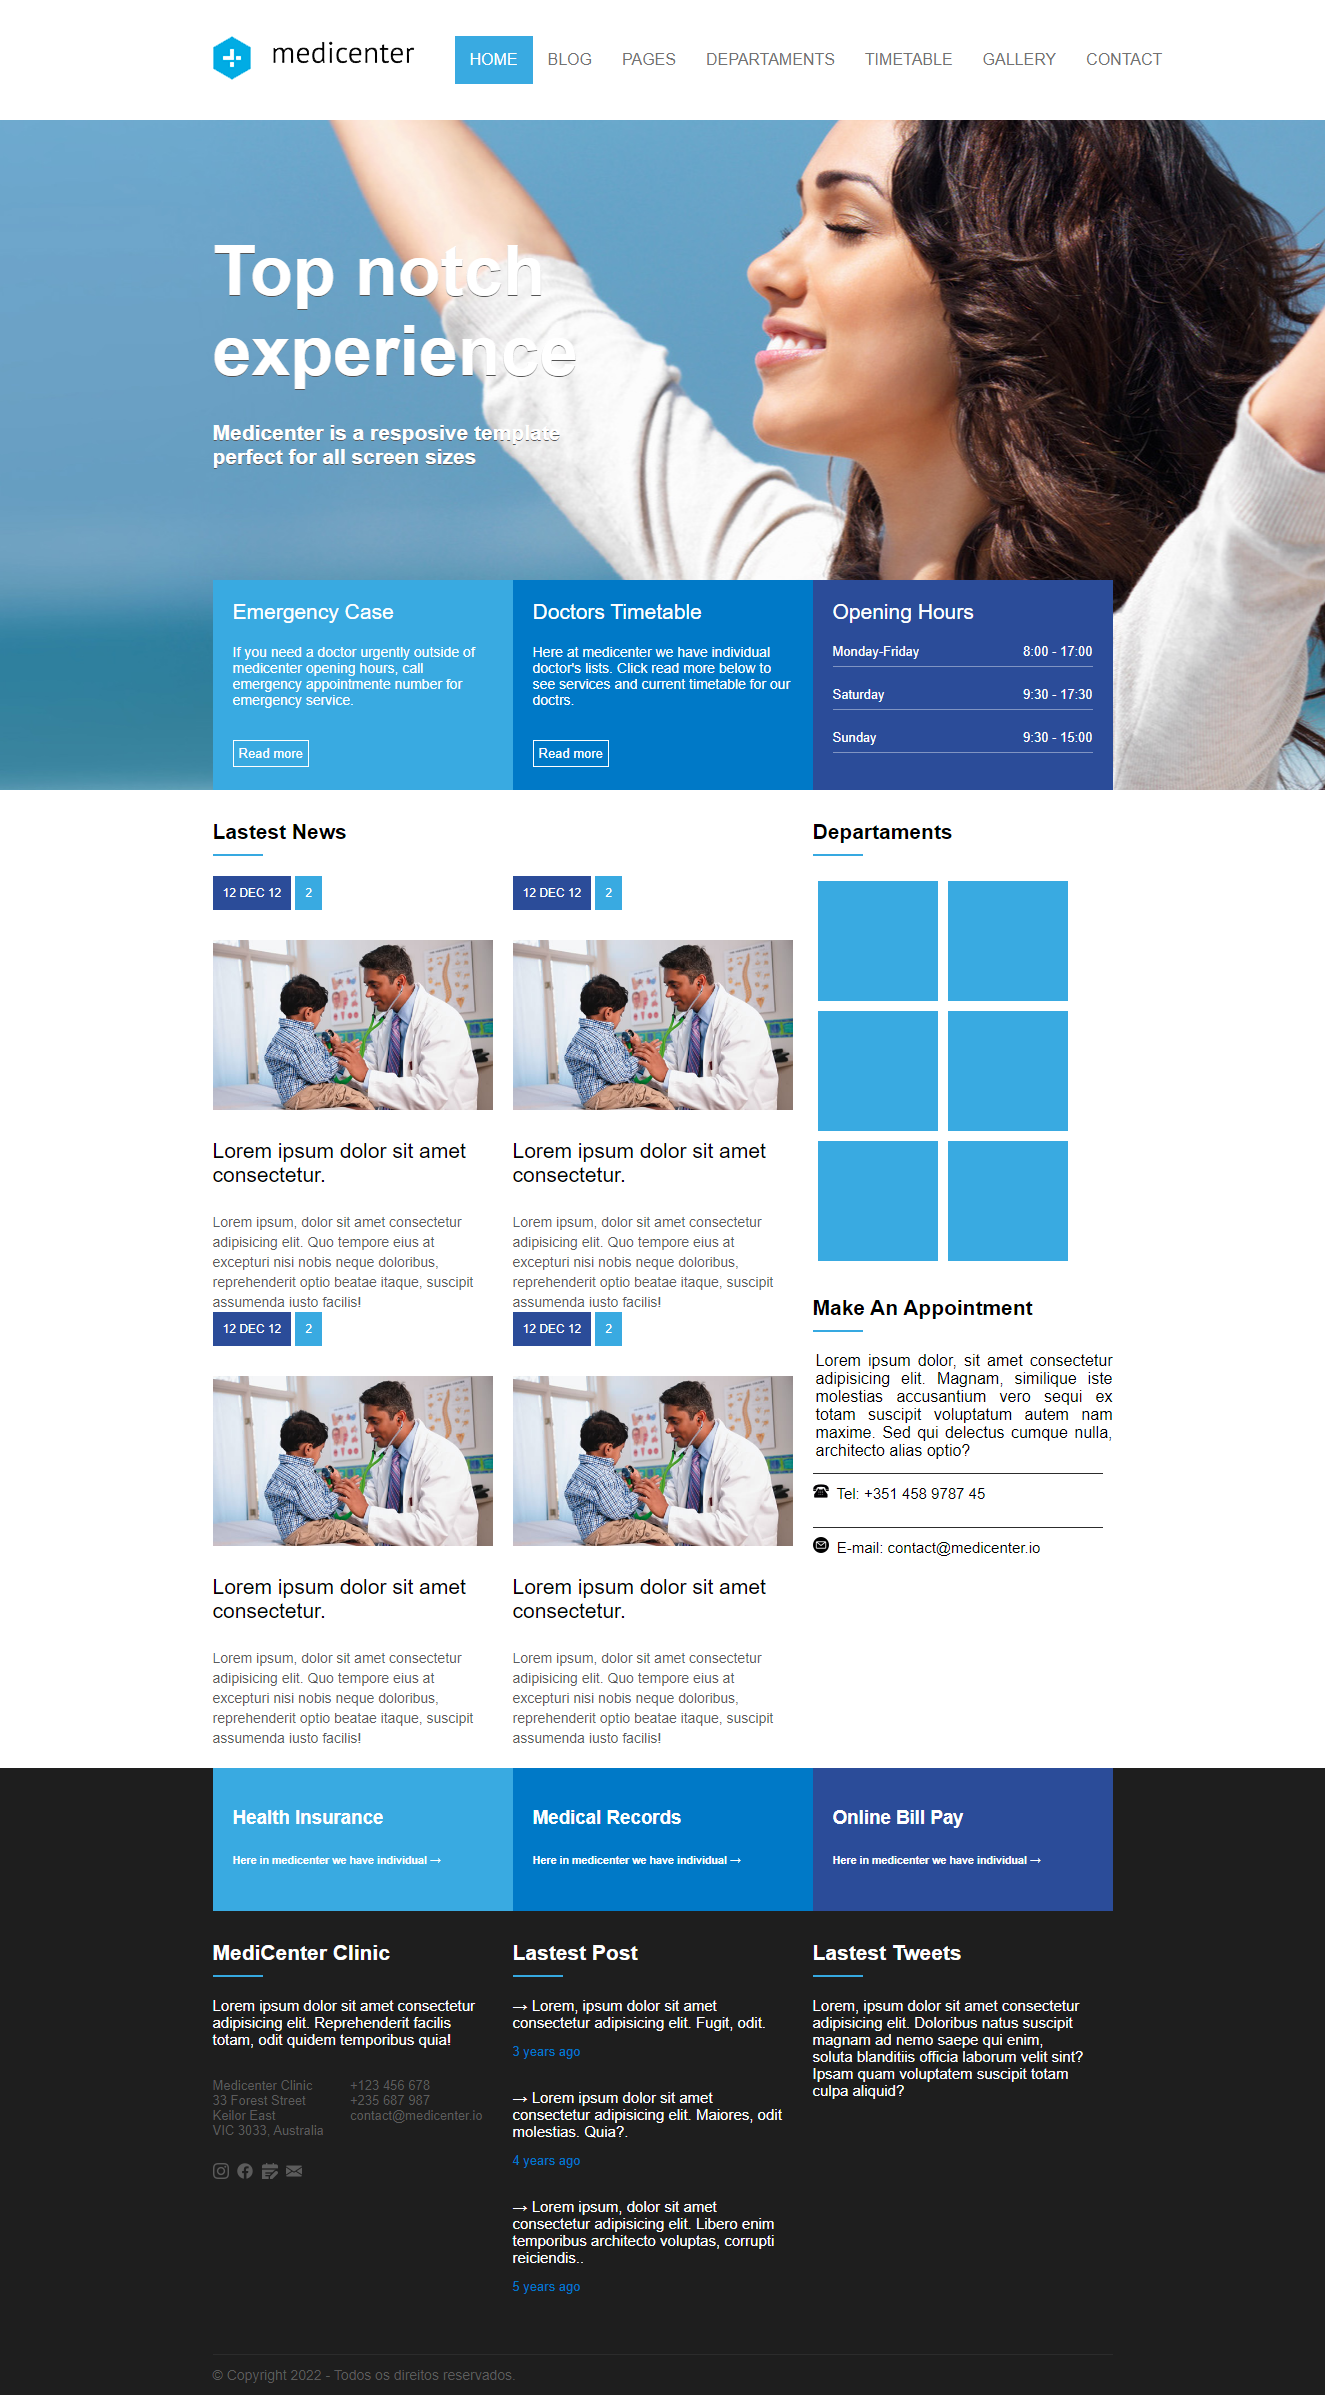 medicenter
HOME BLOG PAGES DEPARTAMENTS TIMETABLE GALLERY CONTACT
Top notch
experience
Medicenter is a resposive template
perfect for all screen sizes
Emergency Case
If you need a doctor urgently outside of
medicenter opening hours, call
emergency appointmente number for
emergency service.
Read more
Doctors Timetable
Here at medicenter we have individual
doctor's lists. Click read more below to
see services and current timetable for our
doctrs.
Read more
Opening Hours
Monday-Friday 8:00 - 17:00
Saturday 9:30 - 17:30
Sunday 9:30 - 15:00
Lastest News
12 DEC 12 2
Lorem ipsum dolor sit amet
consectetur.
Lorem ipsum, dolor sit amet consectetur
adipisicing elit. Quo tempore eius at
excepturi nisi nobis neque doloribus,
reprehenderit optio beatae itaque, suscipit
assumenda iusto facilis!
12 DEC 12 2
Lorem ipsum dolor sit amet
consectetur.
Lorem ipsum, dolor sit amet consectetur
adipisicing elit. Quo tempore eius at
excepturi nisi nobis neque doloribus,
reprehenderit optio beatae itaque, suscipit
assumenda iusto facilis!
12 DEC 12 2
Lorem ipsum dolor sit amet
consectetur.
Lorem ipsum, dolor sit amet consectetur
adipisicing elit. Quo tempore eius at
excepturi nisi nobis neque doloribus,
reprehenderit optio beatae itaque, suscipit
assumenda iusto facilis!
12 DEC 12 2
Lorem ipsum dolor sit amet
consectetur.
Lorem ipsum, dolor sit amet consectetur
adipisicing elit. Quo tempore eius at
excepturi nisi nobis neque doloribus,
reprehenderit optio beatae itaque, suscipit
assumenda iusto facilis!
Departaments
Make An Appointment
Lorem ipsum dolor, sit amet consectetur
adipisicing elit. Magnam, similique iste
molestias accusantium vero sequi ex
totam suscipit voluptatum autem nam
maxime. Sed qui delectus cumque nulla,
architecto alias optio?
Tel: +351 458 9787 45
E-mail: contact@medicenter.io
Health Insurance
Here in medicenter we have individual →
Medical Records
Here in medicenter we have individual →
Online Bill Pay
Here in medicenter we have individual →
MediCenter Clinic
Lorem ipsum dolor sit amet consectetur
adipisicing elit. Reprehenderit facilis
totam, odit quidem temporibus quia!
Medicenter Clinic
33 Forest Street
Keilor East
VIC 3033, Australia
+123 456 678
+235 687 987
contact@medicenter.io
Lastest Post
→ Lorem, ipsum dolor sit amet
consectetur adipisicing elit. Fugit, odit.
3 years ago
→ Lorem ipsum dolor sit amet
consectetur adipisicing elit. Maiores, odit
molestias. Quia?.
4 years ago
→ Lorem ipsum, dolor sit amet
consectetur adipisicing elit. Libero enim
temporibus architecto voluptas, corrupti
reiciendis..
5 years ago
Lastest Tweets
Lorem, ipsum dolor sit amet consectetur
adipisicing elit. Doloribus natus suscipit
magnam ad nemo saepe qui enim,
soluta blanditiis officia laborum velit sint?
Ipsam quam voluptatem suscipit totam
culpa aliquid?
© Copyright 2022 - Todos os direitos reservados.